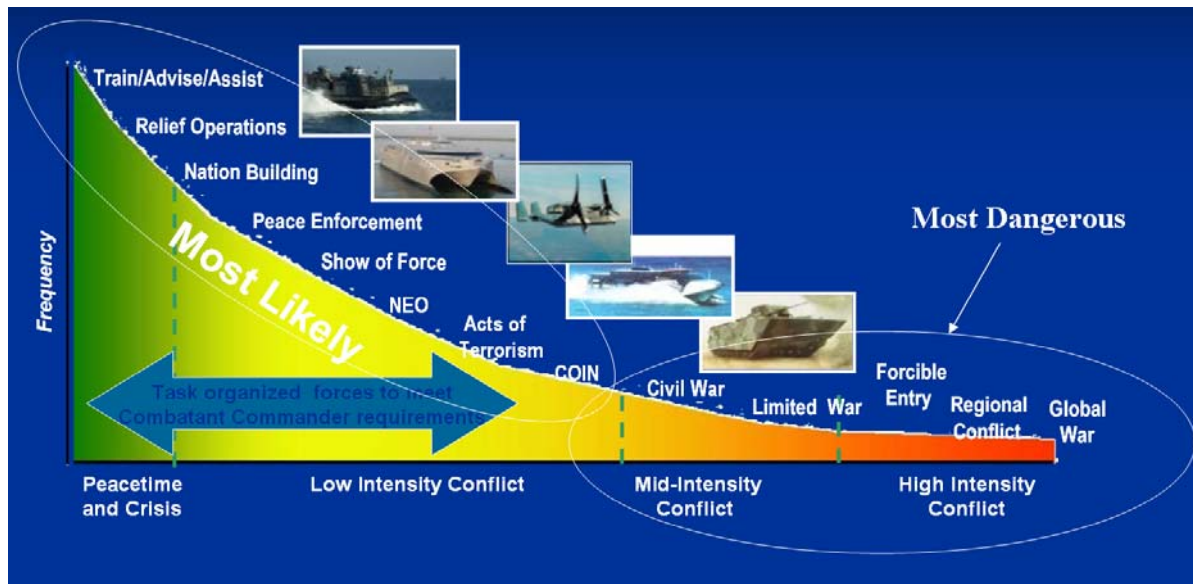 Train/Advise/Assist
Relief Operations
Nation Building
Peace Enforcement
Show of Force
NEO
Acts of
Terrorism
COIN
Civil War
Limited War
Forcible
Entry
Regional
Conflict
Global
War
Most Dangerous
Most Likely
Frequency
Task organized forces to meet
Combatant Commander requirements
Peacetime
and Crisis
Low Intensity Conflict
Mid-Intensity
Conflict
High Intensity
Conflict